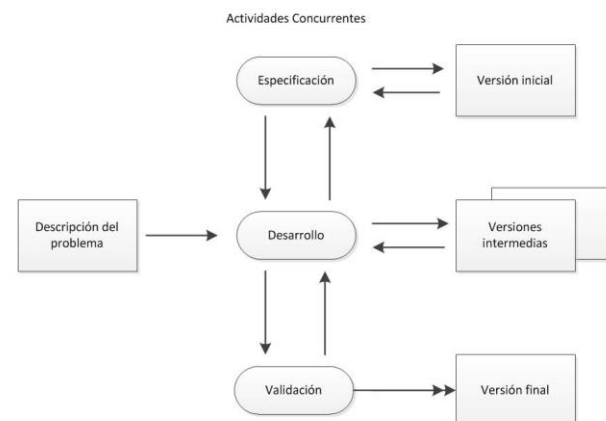 Actividades Concurrentes
Especificación
Versión inicial
Descripción del
problema
Desarrollo
Versiones
intermedias
Validación
Versión final